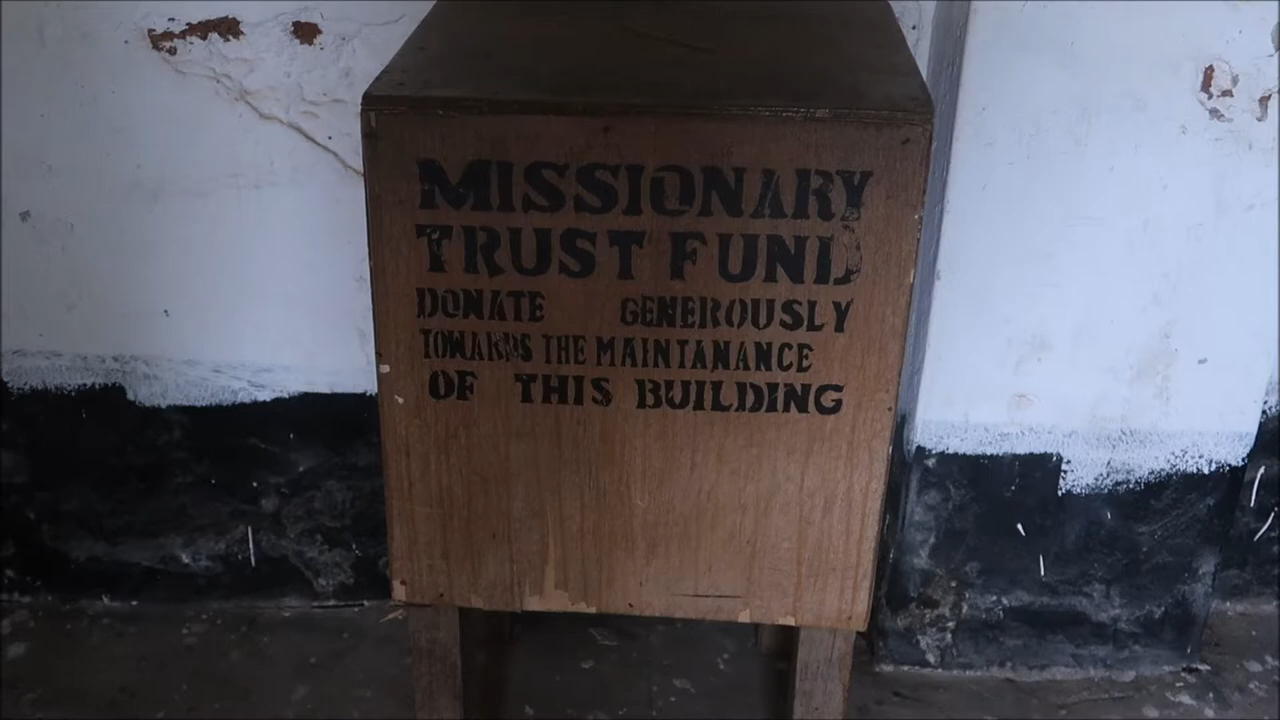 MISSIONARY
TRUST FUND
DONATE GENEROUSLY
TOWARDS THE MAINTANANCE
OF THIS BUILDING